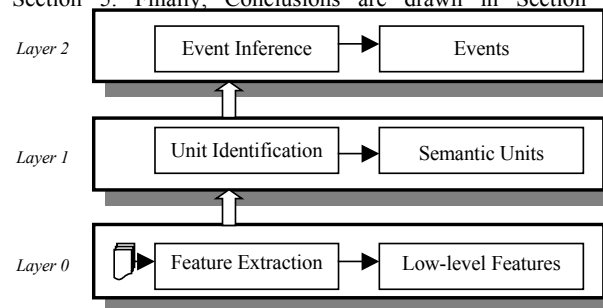 Section 5. Finally, Conclusions are drawn in Section
Layer 2 Event Inference Events
Layer 1 Unit Identification Semantic Units
Layer 0 Feature Extraction Low-level Features